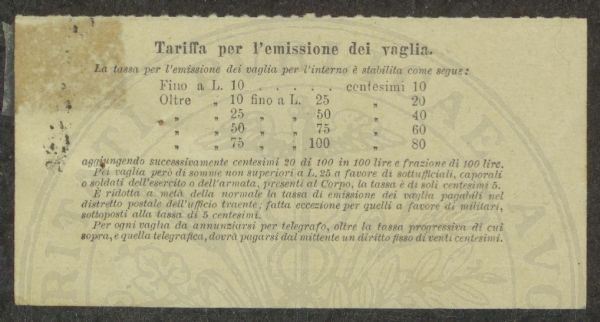 Tariffa per l'emissione dei vaglia.
La tassa per l'emissione dei vaglia per l'interno è stabilita come segue:
Fino a L. 10 . . . . . centesimi 10
Oltre „ 10 fino a L. 25 „ 20
„ „ 25 „ „ 50 „ 40
„ „ 50 „ „ 75 „ 60
„ „ 75 „ „ 100 „ 80
aggiungendo successivamente centesimi 20 di 100 in 100 lire e frazione di 100 lire.
Pei vaglia però di somme non superiori a L. 25 a favore di sottufficiali, caporali
o soldati dell'esercito o dell'armata, presenti al Corpo, la tassa è di soli centesimi 5.
È ridotta a metà della normale la tassa di emissione dei vaglia pagabili nel
distretto postale dell'ufficio traente; fatta eccezione per quelli a favore di militari,
sottoposti alla tassa di 5 centesimi.
Per ogni vaglia da annunziarsi per telegrafo, oltre la tassa progressiva di cui
sopra, e quella telegrafica, dovrà pagarsi dal mittente un diritto fisso di venti centesimi.